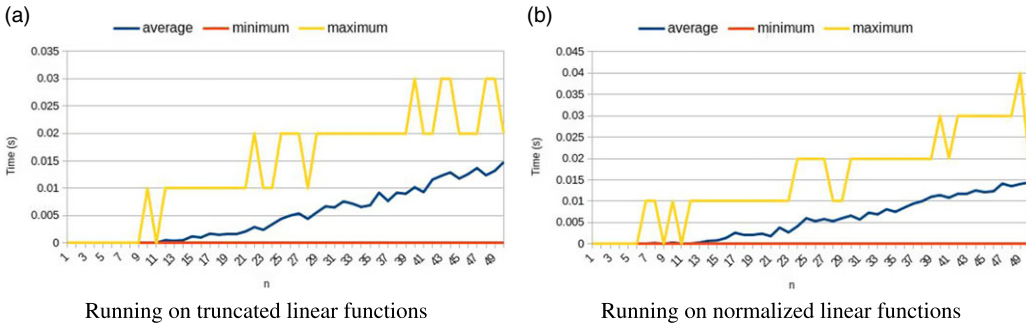 (a)
average minimum maximum
0.035
0.03
0.025
0.02
0.015
0.01
0.005
0
Time (s)
1 3 5 7 9 11 13 15 17 19 21 23 25 27 29 31 33 35 37 39 41 43 45 47 49
n
Running on truncated linear functions
(b)
average minimum maximum
0.045
0.04
0.035
0.03
0.025
0.02
0.015
0.01
0.005
0
Time (s)
1 3 5 7 9 11 13 15 17 19 21 23 25 27 29 31 33 35 37 39 41 43 45 47 49
n
Running on normalized linear functions